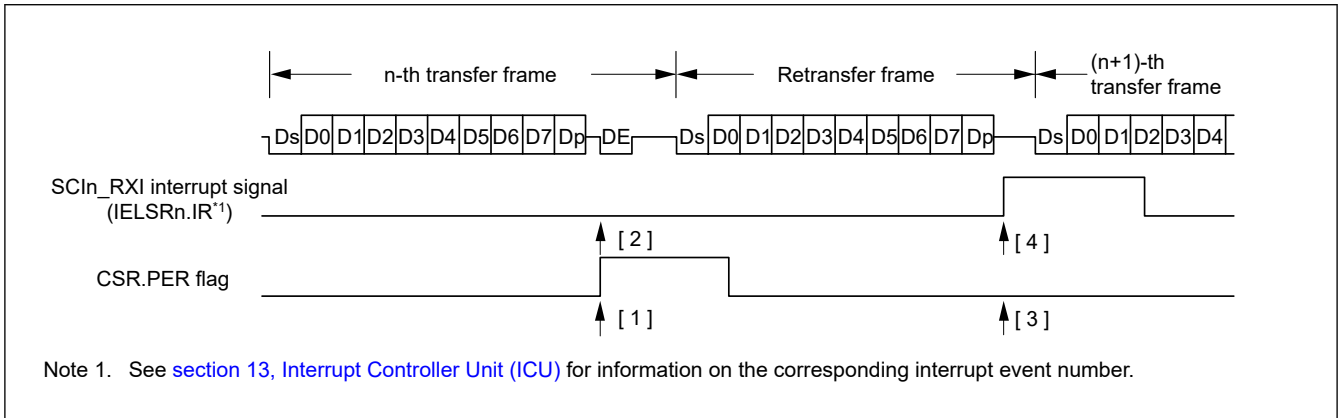 n-th transfer frame Retransfer frame (n+1)-th
transfer frame
Ds D0 D1 D2 D3 D4 D5 D6 D7 Dp DE Ds D0 D1 D2 D3 D4 D5 D6 D7 Dp Ds D0 D1 D2 D3 D4
SCIn_RXI interrupt signal
(IELSRn.IR*1)
[ 2 ] [ 4 ]
CSR.PER flag
[ 1 ] [ 3 ]
Note 1. See section 13, Interrupt Controller Unit (ICU) for information on the corresponding interrupt event number.